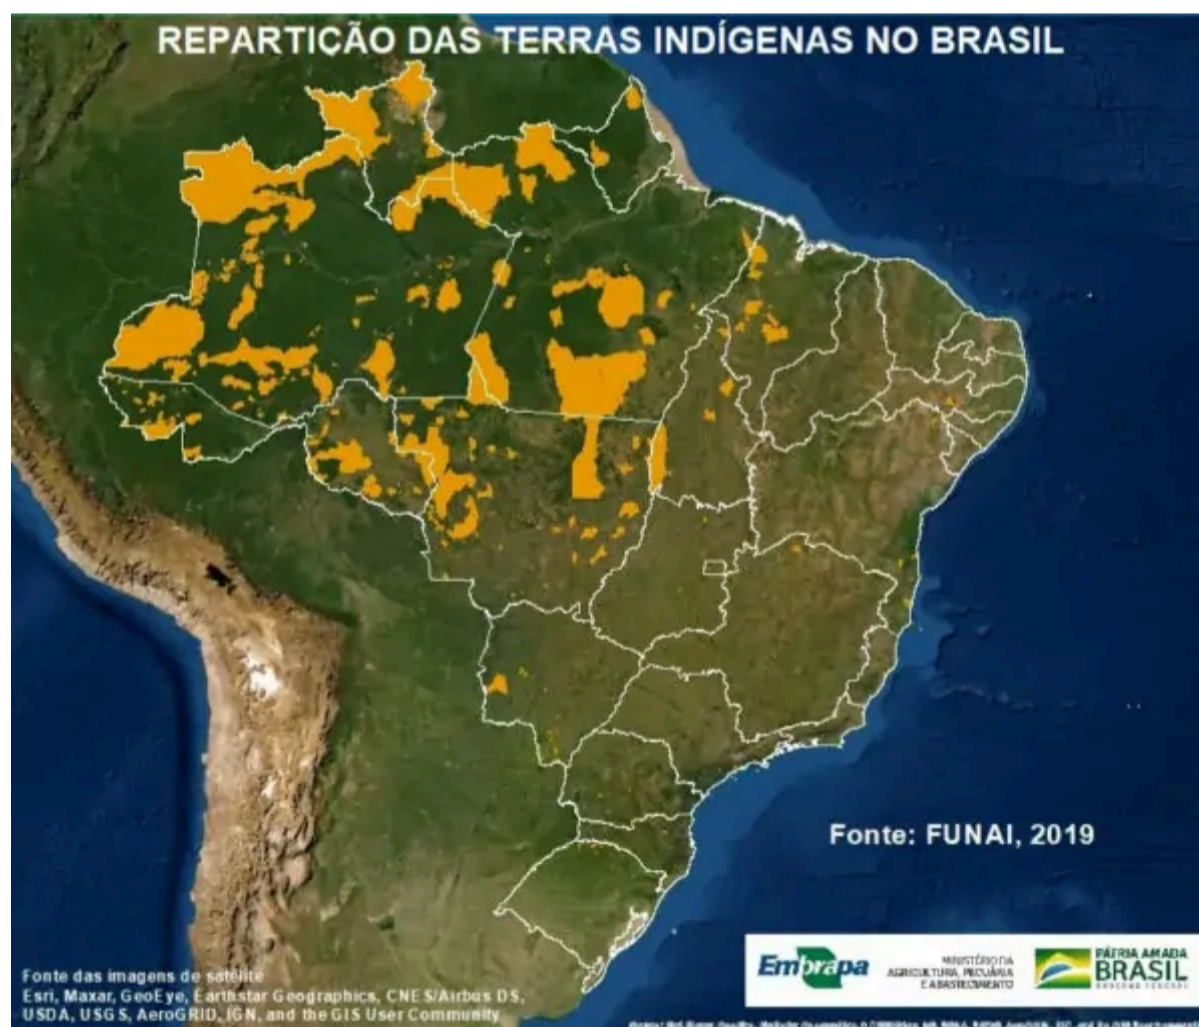 REPARTIÇÃO DAS TERRAS INDÍGENAS NO BRASIL
Fonte: FUNAI, 2019
Embrapa
MINISTÉRIO DA
AGRICULTURA, PECUÁRIA
E ABASTECIMENTO
PÁTRIA AMADA
BRASIL
GOVERNO FEDERAL
Fonte das imagens de satélite
Esri, Maxar, GeoEye, Earthstar Geographics, CNES/Airbus DS,
USDA, USGS, AeroGRID, IGN, and the GIS User Community